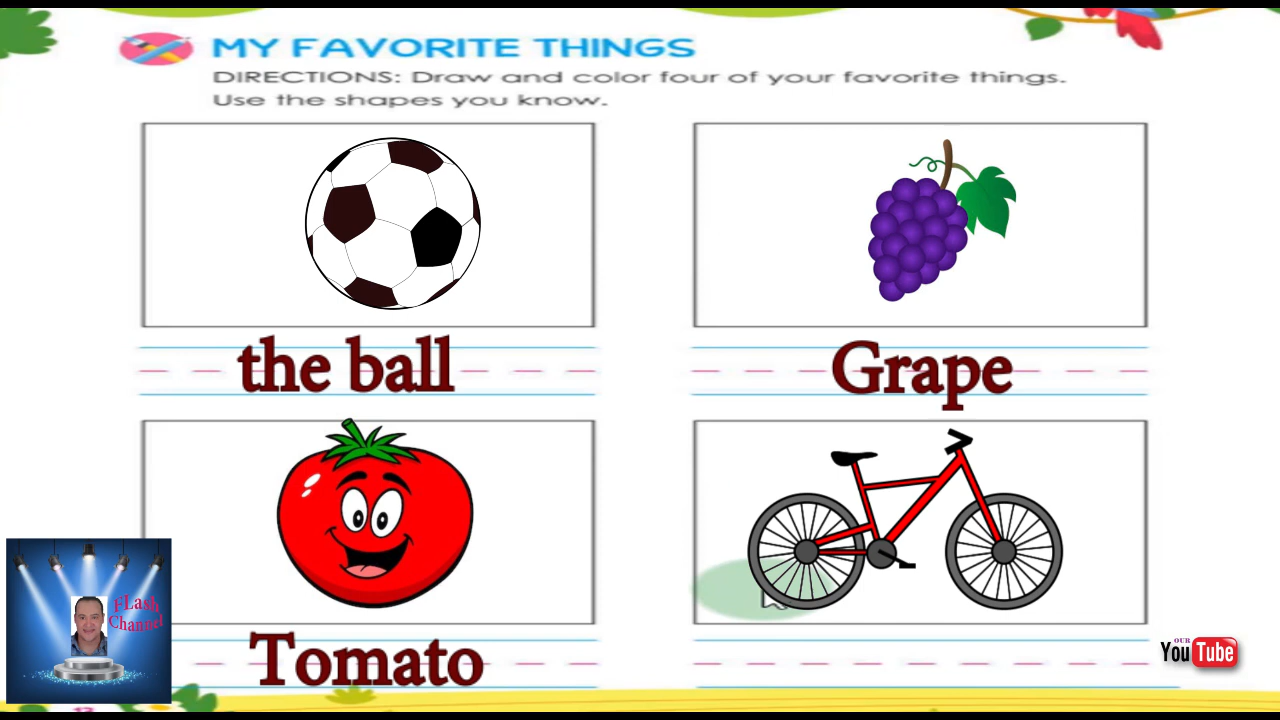 MY FAVORITE THINGS
DIRECTIONS: Draw and color four of your favorite things.
Use the shapes you know.
the ball
Grape
Tomato
FLash
Channel
OUR
YouTube